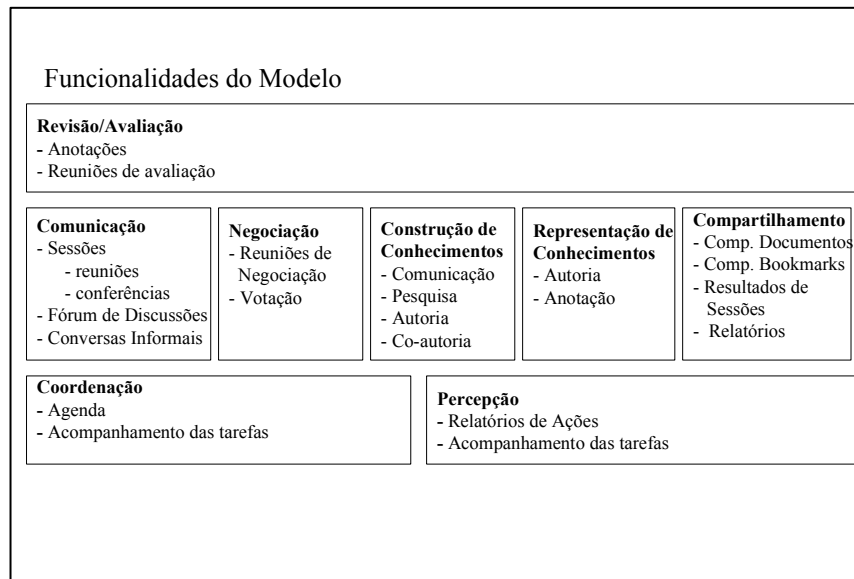 Funcionalidades do Modelo
Revisão/Avaliação
- Anotações
- Reuniões de avaliação
Comunicação
- Sessões
- reuniões
- conferências
- Fórum de Discussões
- Conversas Informais
Negociação
- Reuniões de
Negociação
- Votação
Construção de
Conhecimentos
- Comunicação
- Pesquisa
- Autoria
- Co-autoria
Representação de
Conhecimentos
- Autoria
- Anotação
Compartilhamento
- Comp. Documentos
- Comp. Bookmarks
- Resultados de
Sessões
- Relatórios
Coordenação
- Agenda
- Acompanhamento das tarefas
Percepção
- Relatórios de Ações
- Acompanhamento das tarefas